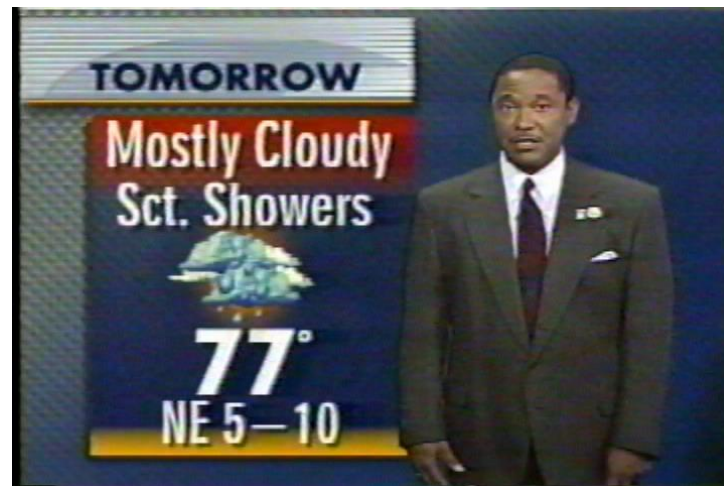 TOMORROW
Mostly Cloudy
Sct. Showers
77°
NE 5–10